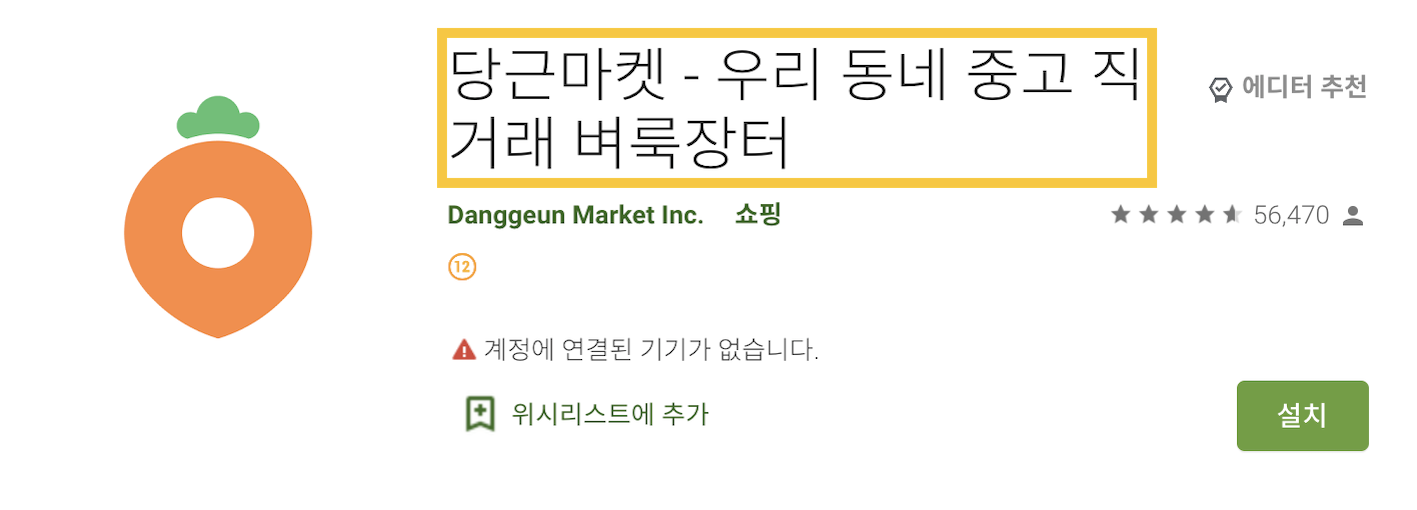 당근마켓 - 우리 동네 중고 직
거래 벼룩장터
에디터 추천
Danggeun Market Inc. 쇼핑
56,470
12
계정에 연결된 기기가 없습니다.
위시리스트에 추가
설치